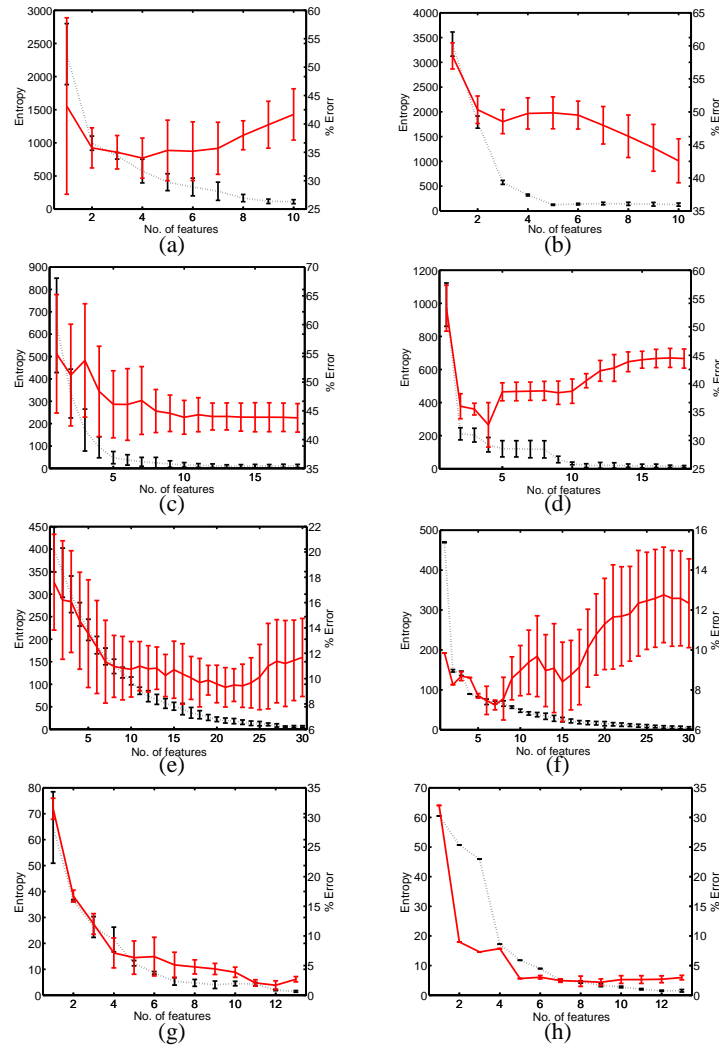 3000 2500 2000 1500 1000 500 0
Entropy
60 55 50 45 40 35 30 25
% Error
2 4 6 8 10
No. of features
(a)
4000 3500 3000 2500 2000 1500 1000 500 0
Entropy
65 60 55 50 45 40 35
% Error
2 4 6 8 10
No. of features
(b)
900 800 700 600 500 400 300 200 100 0
Entropy
70 65 60 55 50 45 40 35
% Error
5 10 15
No. of features
(c)
1200 1000 800 600 400 200 0
Entropy
60 55 50 45 40 35 30 25
% Error
5 10 15
No. of features
(d)
450 400 350 300 250 200 150 100 50 0
Entropy
22 20 18 16 14 12 10 8 6
% Error
5 10 15 20 25 30
No. of features
(e)
500 400 300 200 100 0
Entropy
16 14 12 10 8 6
% Error
5 10 15 20 25 30
No. of features
(f)
80 70 60 50 40 30 20 10 0
Entropy
35 30 25 20 15 10 5 0
% Error
2 4 6 8 10 12
No. of features
(g)
70 60 50 40 30 20 10 0
Entropy
35 30 25 20 15 10 5 0
% Error
2 4 6 8 10 12
No. of features
(h)